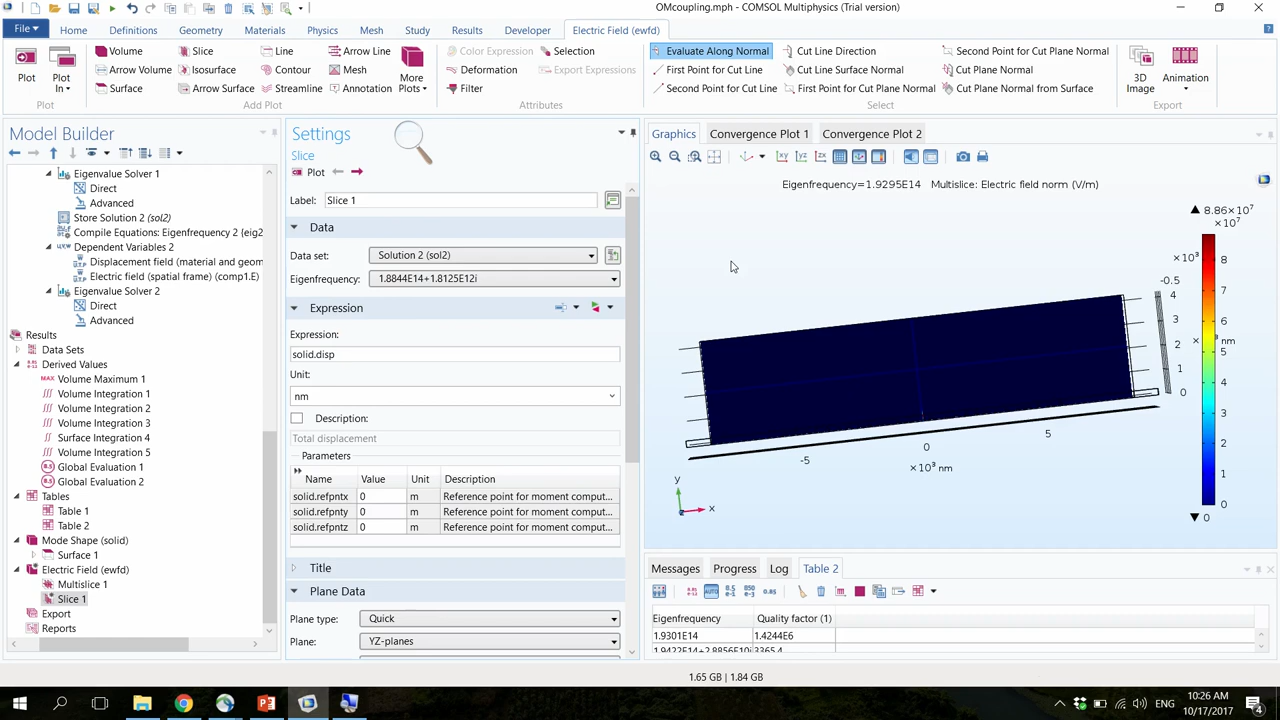 OMcoupling.mph - COMSOL Multiphysics (Trial version)
File
Home
Definitions
Geometry
Materials
Physics
Mesh
Study
Results
Developer
Electric Field (ewfd)
Plot
Plot In
Plot
Volume
Arrow Volume
Surface
Slice
Isosurface
Arrow Surface
Line
Contour
Streamline
Arrow Line
Mesh
Annotation
More Plots
Add Plot
Color Expression
Deformation
Filter
Selection
Export Expressions
Attributes
Evaluate Along Normal
First Point for Cut Line
Second Point for Cut Line
Cut Line Direction
Cut Line Surface Normal
First Point for Cut Plane Normal
Second Point for Cut Plane Normal
Cut Plane Normal
Cut Plane Normal from Surface
Select
3D Image
Animation
Export
Model Builder
Eigenvalue Solver 1
Direct
Advanced
Store Solution 2 (sol2)
Compile Equations: Eigenfrequency 2 (eig2
Dependent Variables 2
Displacement field (material and geom
Electric field (spatial frame) (comp1.E)
Eigenvalue Solver 2
Direct
Advanced
Results
Data Sets
Derived Values
Volume Maximum 1
Volume Integration 1
Volume Integration 2
Volume Integration 3
Surface Integration 4
Volume Integration 5
Global Evaluation 1
Global Evaluation 2
Tables
Table 1
Table 2
Mode Shape (solid)
Surface 1
Electric Field (ewfd)
Multislice 1
Slice 1
Export
Reports
Settings
Slice
Plot
Label: Slice 1
Data
Data set: Solution 2 (sol2)
Eigenfrequency: 1.8844E14+1.8125E12i
Expression
Expression:
solid.disp
Unit:
nm
Description:
Total displacement
Parameters
Name Value Unit Description
solid.refpntx 0 m Reference point for moment comput...
solid.refpnty 0 m Reference point for moment comput...
solid.refpntz 0 m Reference point for moment comput...
Title
Plane Data
Plane type: Quick
Plane: YZ-planes
Graphics
Convergence Plot 1
Convergence Plot 2
Eigenfrequency=1.9295E14 Multislice: Electric field norm (V/m)
8.86×10⁷
×10⁷
×10³
-0.5
4
3
2
1
0
× nm
8
7
6
5
4
3
2
1
0
0
-5
0
5
×10³ nm
y
x
z
Messages
Progress
Log
Table 2
Eigenfrequency Quality factor (1)
1.9301E14 1.4244E6
1.9422E14+2.8856E10i 3365.4
1.65 GB | 1.84 GB
ENG
10:26 AM
10/17/2017
4